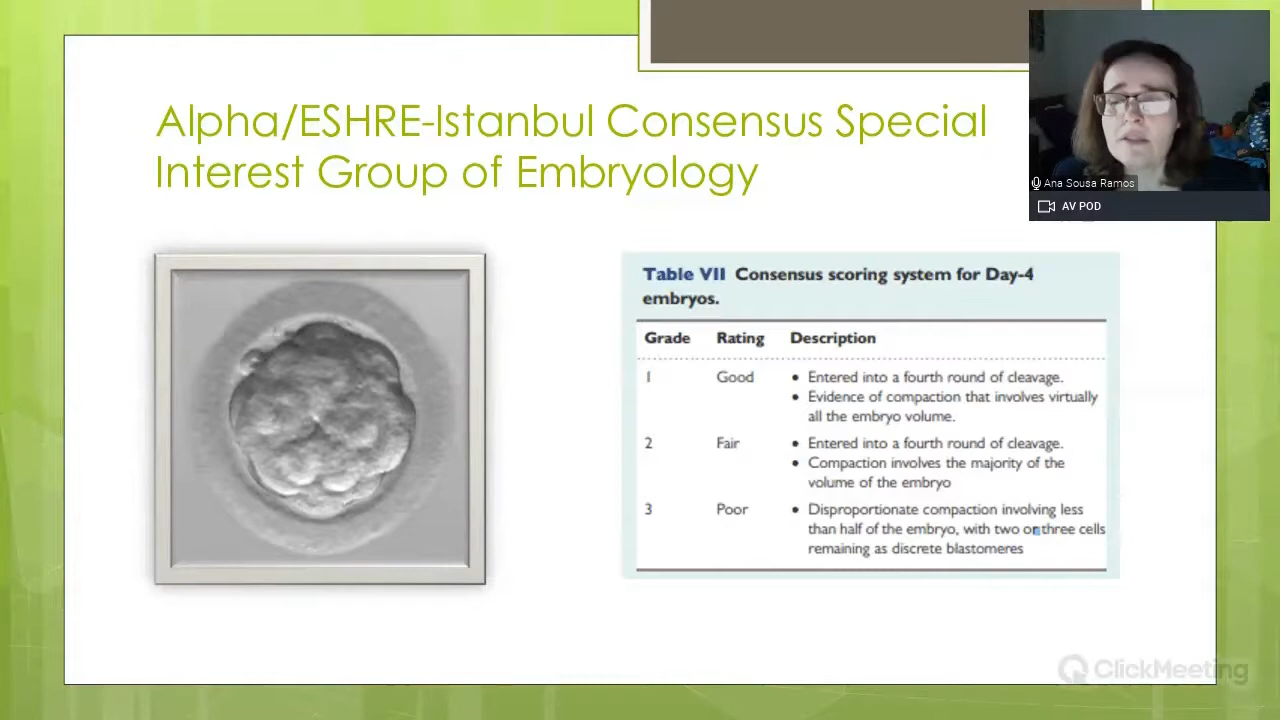 Alpha/ESHRE-Istanbul Consensus Special
Interest Group of Embryology
Ana Sousa Ramos
AV POD
Table VII Consensus scoring system for Day-4
embryos.
Grade Rating Description
1 Good • Entered into a fourth round of cleavage.
• Evidence of compaction that involves virtually
all the embryo volume.
2 Fair • Entered into a fourth round of cleavage.
• Compaction involves the majority of the
volume of the embryo
3 Poor • Disproportionate compaction involving less
than half of the embryo, with two or three cells
remaining as discrete blastomeres
ClickMeeting